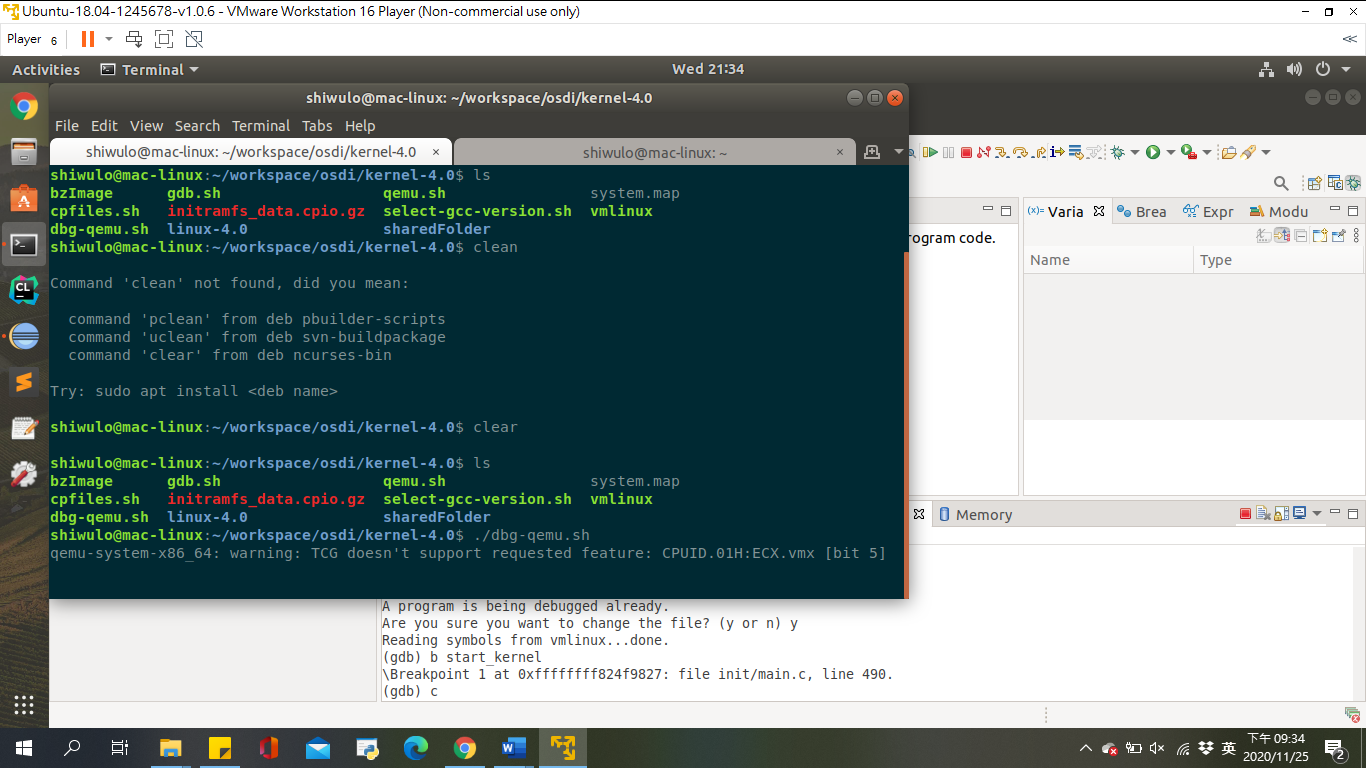 Ubuntu-18.04-1245678-v1.0.6 - VMware Workstation 16 Player (Non-commercial use only)
Player 6
Activities Terminal Wed 21:34
shiwulo@mac-linux: ~/workspace/osdi/kernel-4.0
File Edit View Search Terminal Tabs Help
shiwulo@mac-linux: ~/workspace/osdi/kernel-4.0 × shiwulo@mac-linux: ~ ×
shiwulo@mac-linux:~/workspace/osdi/kernel-4.0$ ls
bzImage gdb.sh qemu.sh system.map
cpfiles.sh initramfs_data.cpio.gz select-gcc-version.sh vmlinux
dbg-qemu.sh linux-4.0 sharedFolder
shiwulo@mac-linux:~/workspace/osdi/kernel-4.0$ clean
Command 'clean' not found, did you mean:
command 'pclean' from deb pbuilder-scripts
command 'uclean' from deb svn-buildpackage
command 'clear' from deb ncurses-bin
Try: sudo apt install <deb name>
shiwulo@mac-linux:~/workspace/osdi/kernel-4.0$ clear
shiwulo@mac-linux:~/workspace/osdi/kernel-4.0$ ls
bzImage gdb.sh qemu.sh system.map
cpfiles.sh initramfs_data.cpio.gz select-gcc-version.sh vmlinux
dbg-qemu.sh linux-4.0 sharedFolder
shiwulo@mac-linux:~/workspace/osdi/kernel-4.0$ ./dbg-qemu.sh
qemu-system-x86_64: warning: TCG doesn't support requested feature: CPUID.01H:ECX.vmx [bit 5]
rogram code.
(x)= Varia Brea Expr Modu
Name Type
Memory
A program is being debugged already.
Are you sure you want to change the file? (y or n) y
Reading symbols from vmlinux...done.
(gdb) b start_kernel
\Breakpoint 1 at 0xffffffff824f9827: file init/main.c, line 490.
(gdb) c
CL
英
下午 09:34
2020/11/25
2